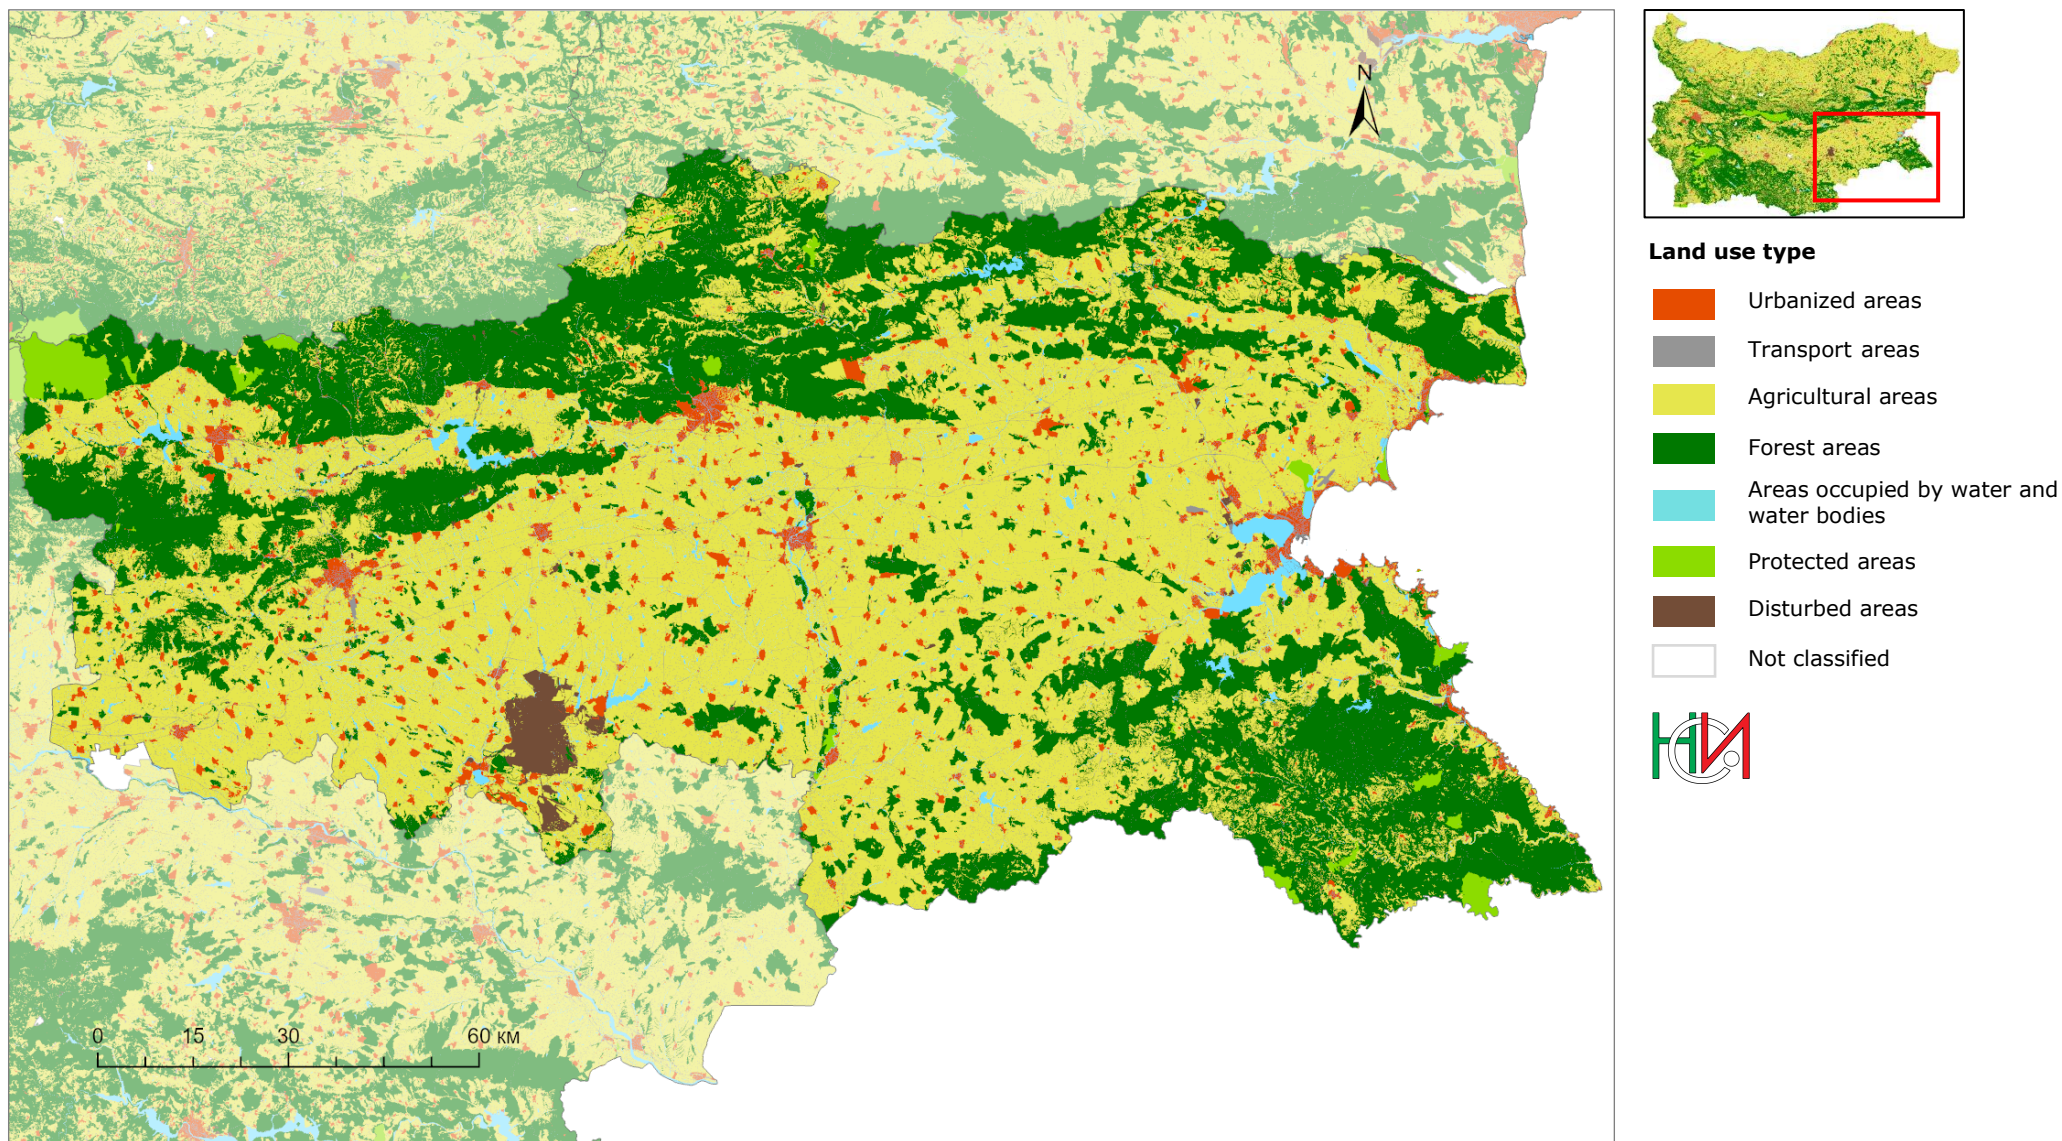 N
Land use type
Urbanized areas
Transport areas
Agricultural areas
Forest areas
Areas occupied by water and
water bodies
Protected areas
Disturbed areas
Not classified
НСИ
0 15 30 60 км